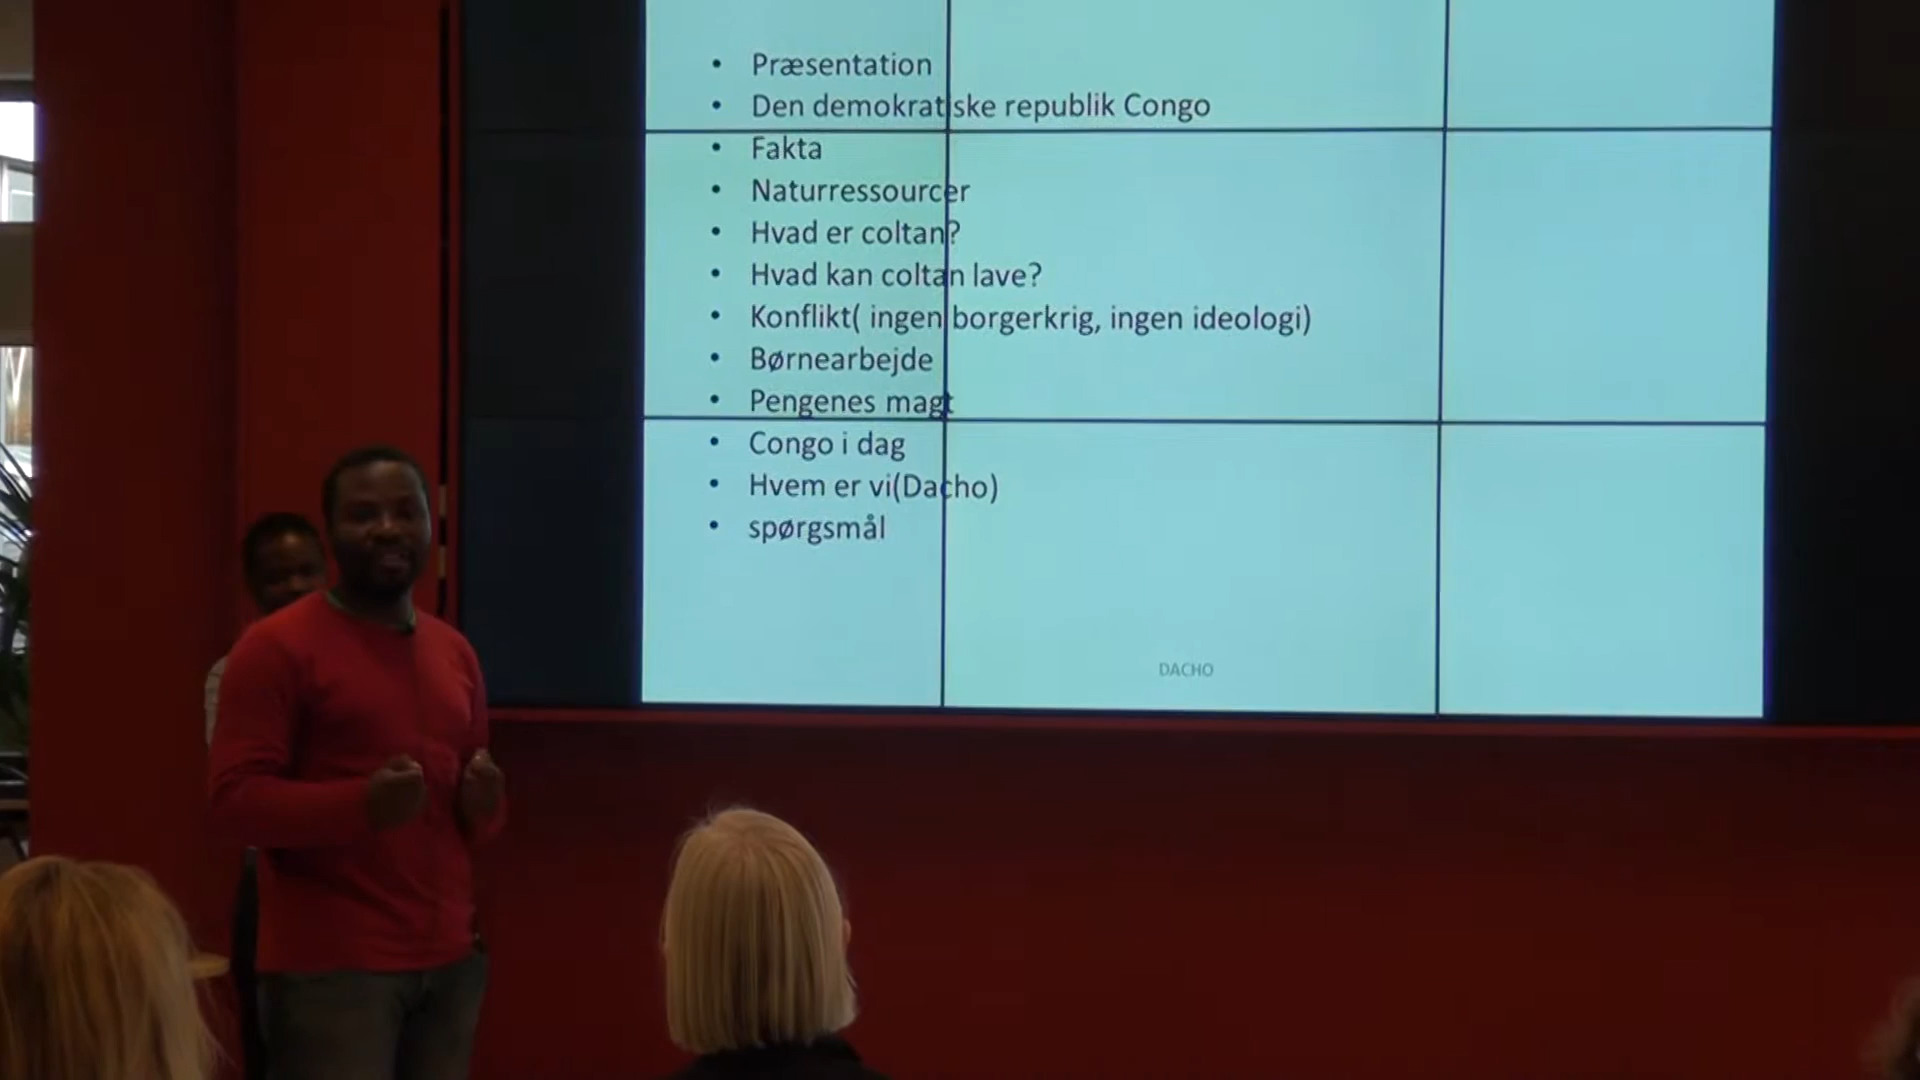 • Præsentation
• Den demokratiske republik Congo
• Fakta
• Naturressourcer
• Hvad er coltan?
• Hvad kan coltan lave?
• Konflikt( ingen borgerkrig, ingen ideologi)
• Børnearbejde
• Pengenes magt
• Congo i dag
• Hvem er vi(Dacho)
• spørgsmål
DACHO